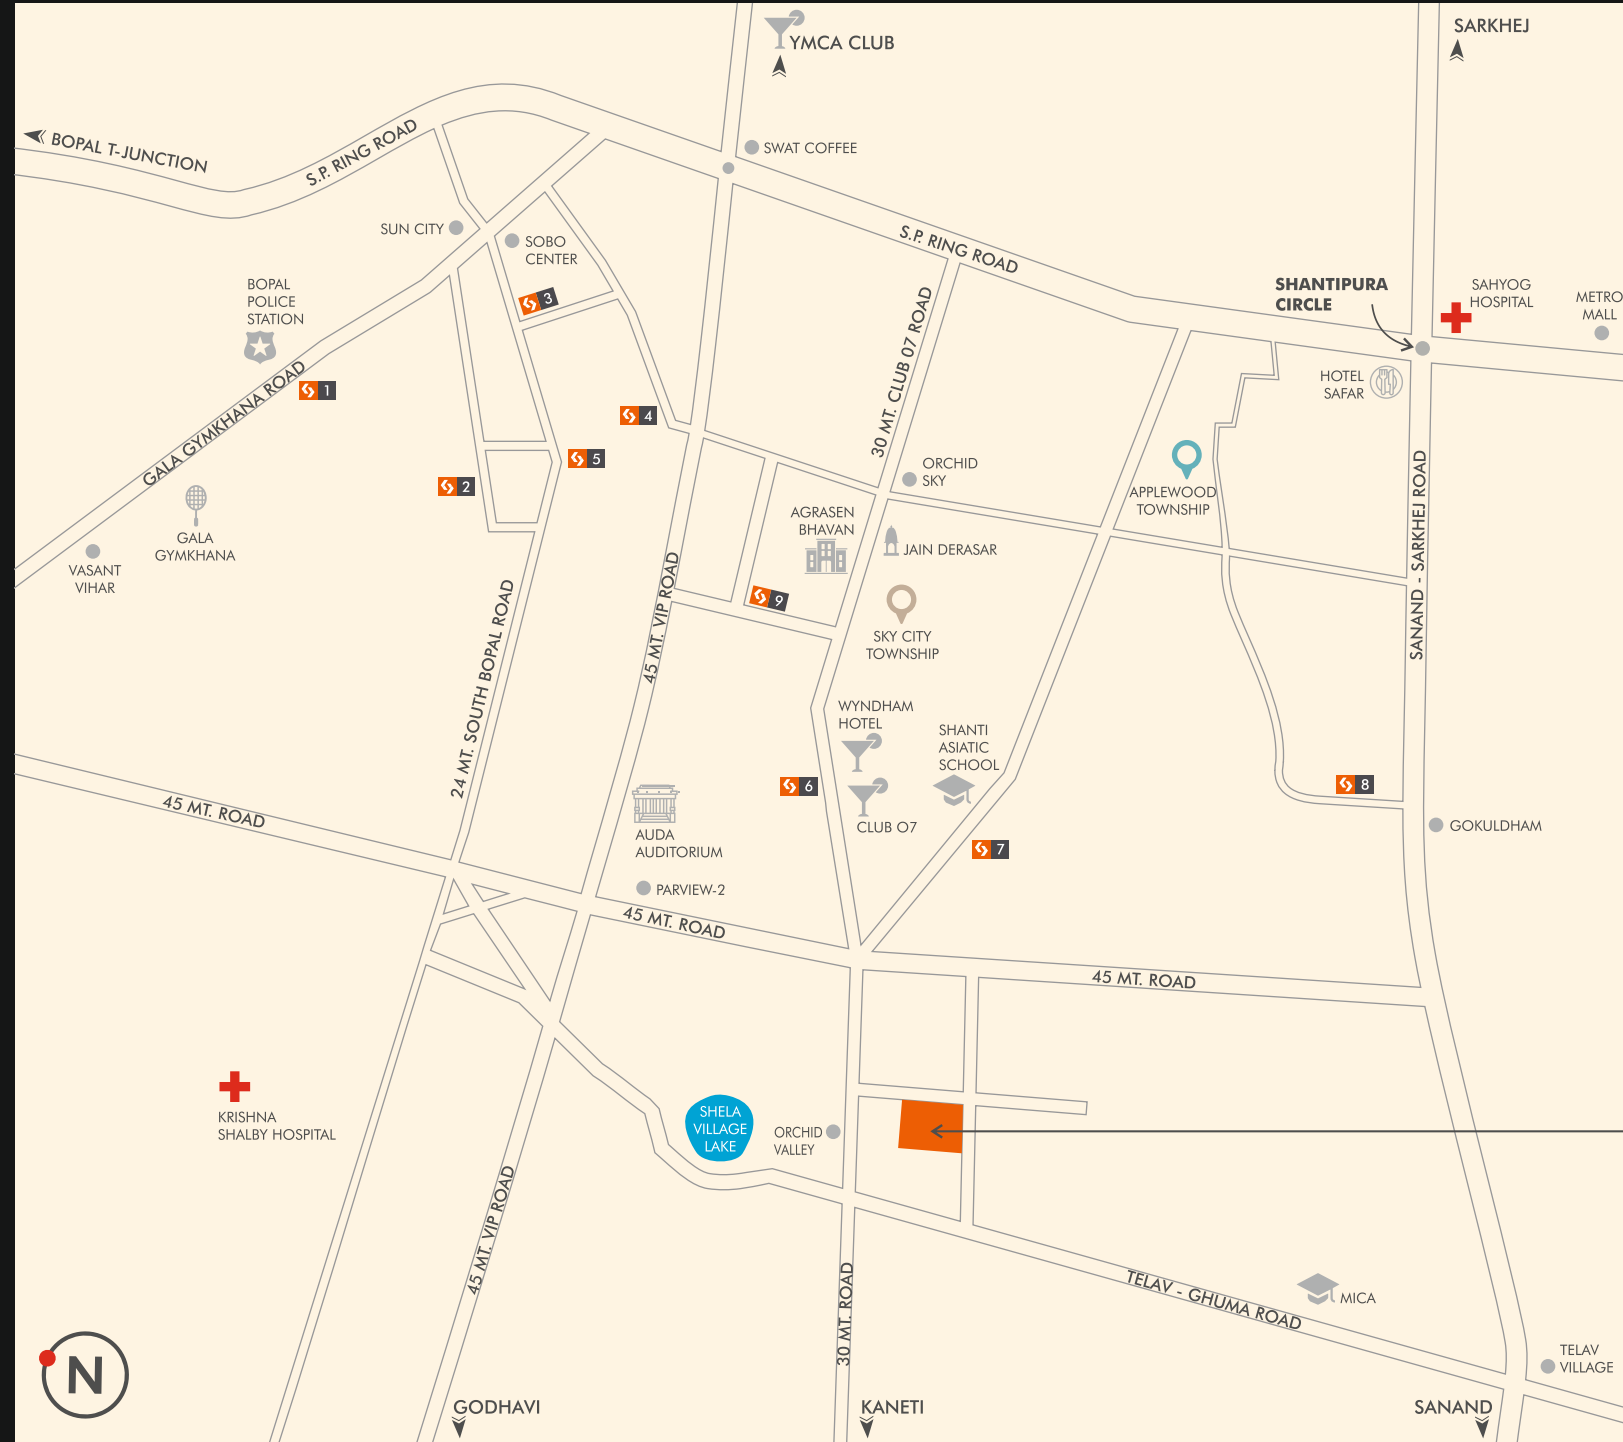 YMCA CLUB
SARKHEJ
BOPAL T-JUNCTION
S.P. RING ROAD
SWAT COFFEE
SUN CITY
SOBO
CENTER
S.P. RING ROAD
BOPAL
POLICE
STATION
3
SHANTIPURA
CIRCLE
SAHYOG
HOSPITAL
METRO
MALL
30 MT. CLUB 07 ROAD
HOTEL
SAFAR
GALA GYMKHANA ROAD
1
4
5
2
ORCHID
SKY
APPLEWOOD
TOWNSHIP
SANAND - SARKHEJ ROAD
GALA
GYMKHANA
VASANT
VIHAR
AGRASEN
BHAVAN
JAIN DERASAR
9
SKY CITY
TOWNSHIP
24 MT. SOUTH BOPAL ROAD
45 MT. VIP ROAD
WYNDHAM
HOTEL
SHANTI
ASIATIC
SCHOOL
6
CLUB O7
8
7
GOKULDHAM
45 MT. ROAD
AUDA
AUDITORIUM
PARVIEW-2
45 MT. ROAD
45 MT. ROAD
KRISHNA
SHALBY HOSPITAL
SHELA
VILLAGE
LAKE
ORCHID
VALLEY
45 MT. VIP ROAD
30 MT. ROAD
TELAV - GHUMA ROAD
MICA
TELAV
VILLAGE
N
GODHAVI
KANETI
SANAND